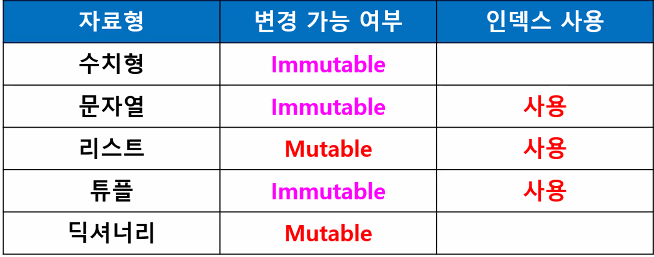 자료형 변경 가능 여부 인덱스 사용
수치형 Immutable
문자열 Immutable 사용
리스트 Mutable 사용
튜플 Immutable 사용
딕셔너리 Mutable